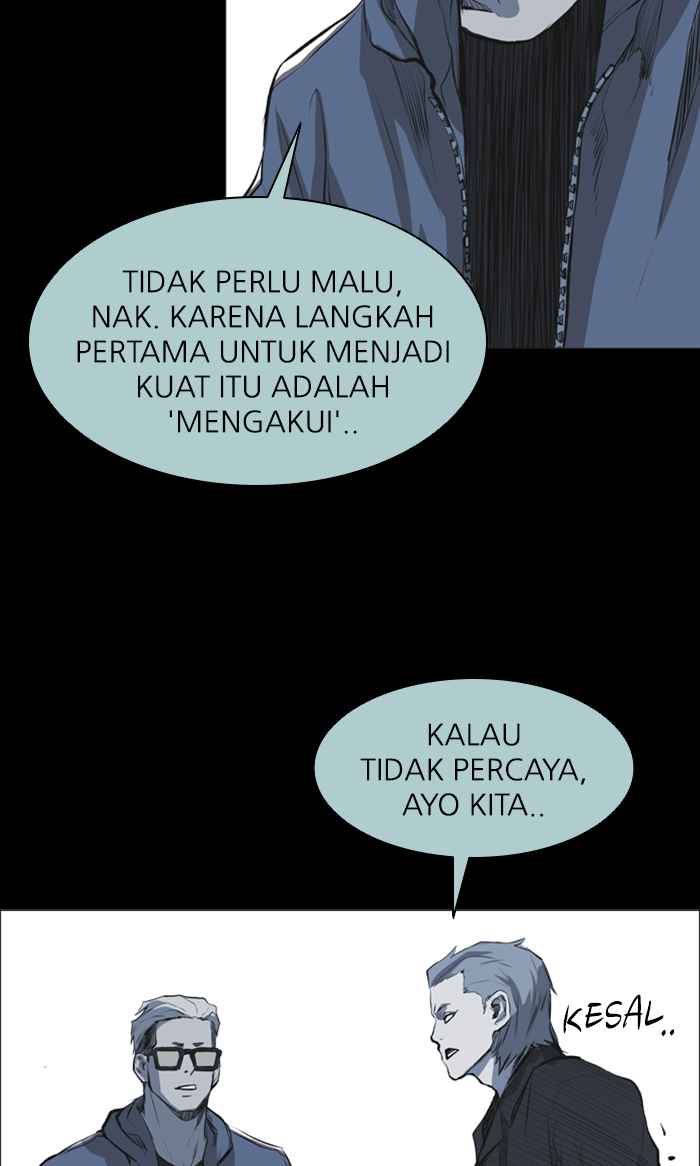 TIDAK PERLU MALU,
NAK. KARENA LANGKAH
PERTAMA UNTUK MENJADI
KUAT ITU ADALAH
'MENGAKUI'..
KALAU
TIDAK PERCAYA,
AYO KITA..
KESAL..